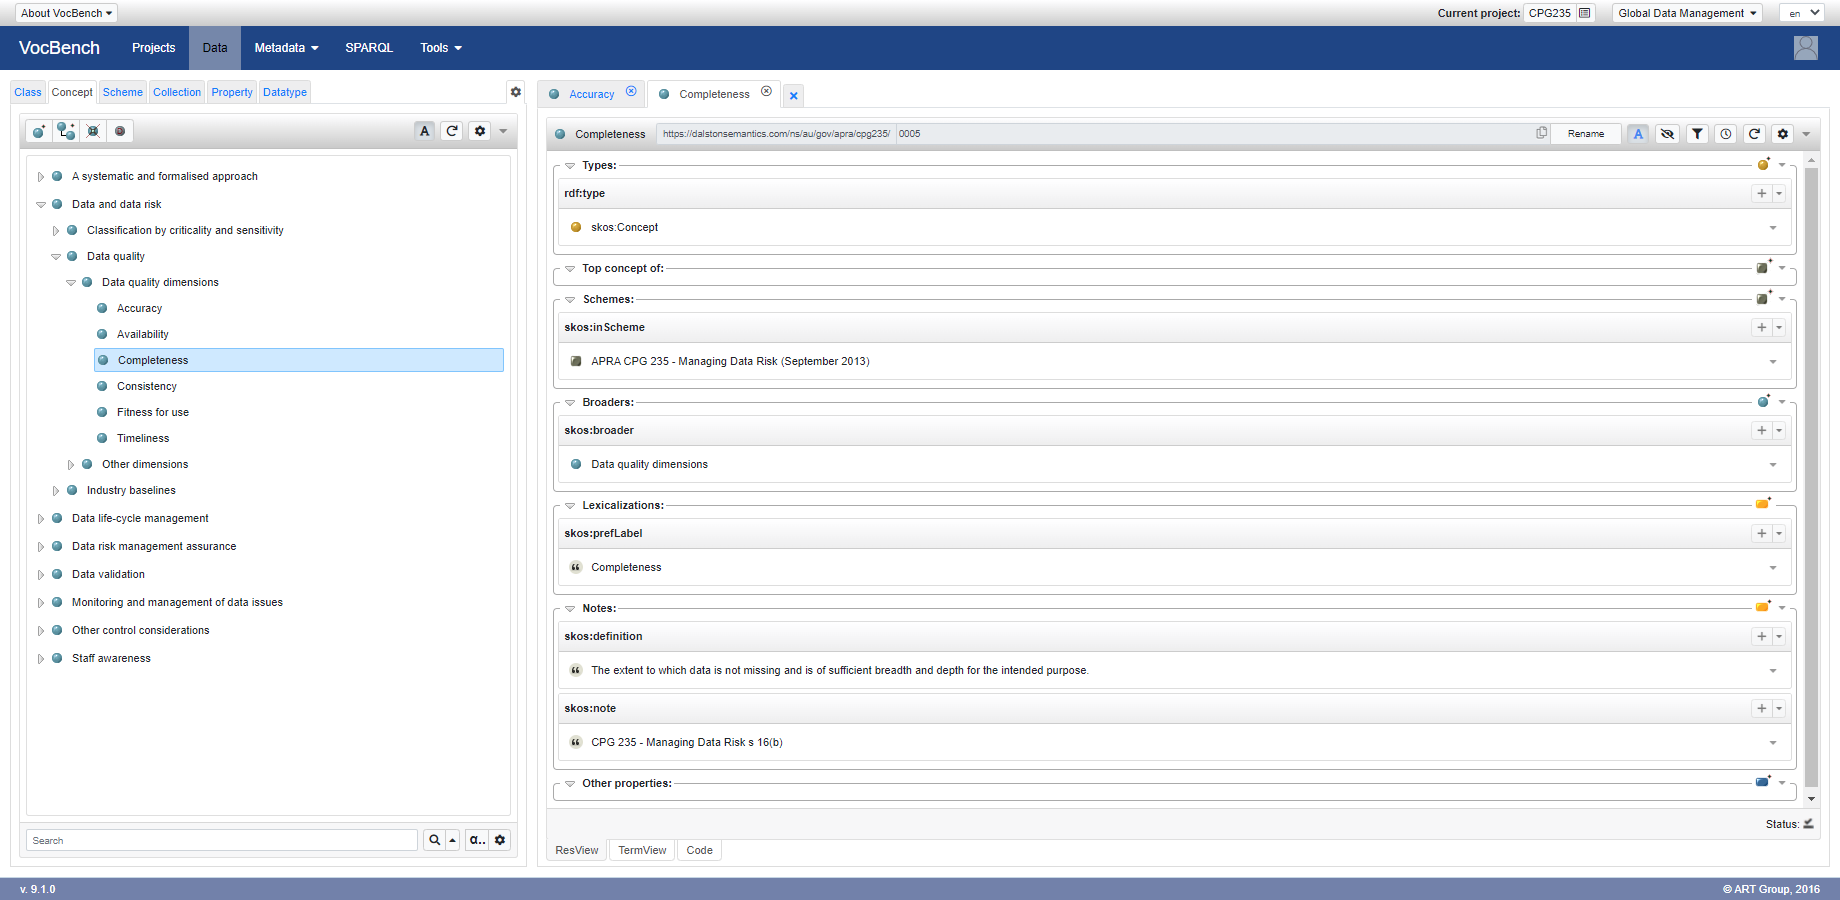 About VocBench
Current project: CPG235 Global Data Management en
VocBench Projects Data Metadata SPARQL Tools
Class Concept Scheme Collection Property Datatype
A
A systematic and formalised approach
Data and data risk
Classification by criticality and sensitivity
Data quality
Data quality dimensions
Accuracy
Availability
Completeness
Consistency
Fitness for use
Timeliness
Other dimensions
Industry baselines
Data life-cycle management
Data risk management assurance
Data validation
Monitoring and management of data issues
Other control considerations
Staff awareness
Search
α..
Accuracy Completeness
Completeness https://dalstonsemantics.com/ns/au/gov/apra/cpg235/ 0005 Rename A
Types:
rdf:type
skos:Concept
Top concept of:
Schemes:
skos:inScheme
APRA CPG 235 - Managing Data Risk (September 2013)
Broaders:
skos:broader
Data quality dimensions
Lexicalizations:
skos:prefLabel
Completeness
Notes:
skos:definition
The extent to which data is not missing and is of sufficient breadth and depth for the intended purpose.
skos:note
CPG 235 - Managing Data Risk s 16(b)
Other properties:
Status:
ResView TermView Code
v. 9.1.0
© ART Group, 2016